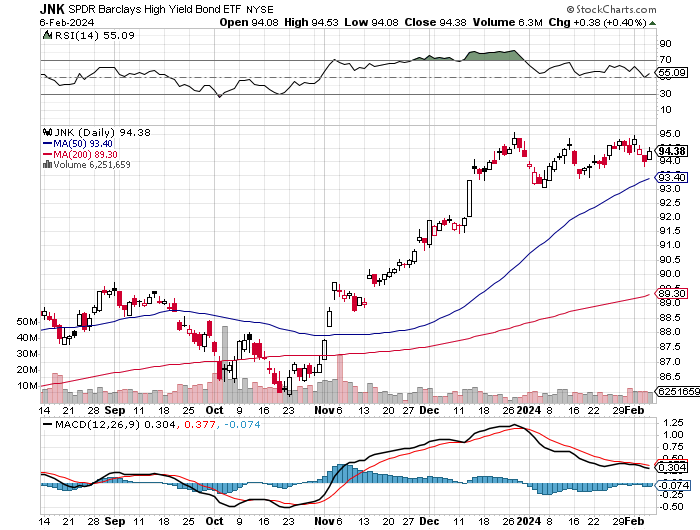 JNK SPDR Barclays High Yield Bond ETF NYSE © StockCharts.com
6-Feb-2024 Open 94.08 High 94.53 Low 94.08 Close 94.38 Volume 6.3M Chg +0.38 (+0.40%)
RSI(14) 55.09
90
70
55.09
50
30
10
JNK (Daily) 94.38
MA(50) 93.40
MA(200) 89.30
Volume 6,251,659
95.0
94.38
94.0
93.40
93.0
92.5
92.0
91.5
91.0
90.5
90.0
89.30
89.0
88.5
88.0
87.5
87.0
86.5
6251659
50M
40M
30M
20M
10M
14 21 28 Sep 11 18 25 Oct 9 16 23 Nov 6 13 20 27 Dec 11 18 26 2024 8 16 22 29 Feb
MACD(12,26,9) 0.304, 0.377, -0.074
1.25
1.00
0.75
0.50
0.304
-0.074
-0.25
-0.50
14 21 28 Sep 11 18 25 Oct 9 16 23 Nov 6 13 20 27 Dec 11 18 26 2024 8 16 22 29 Feb